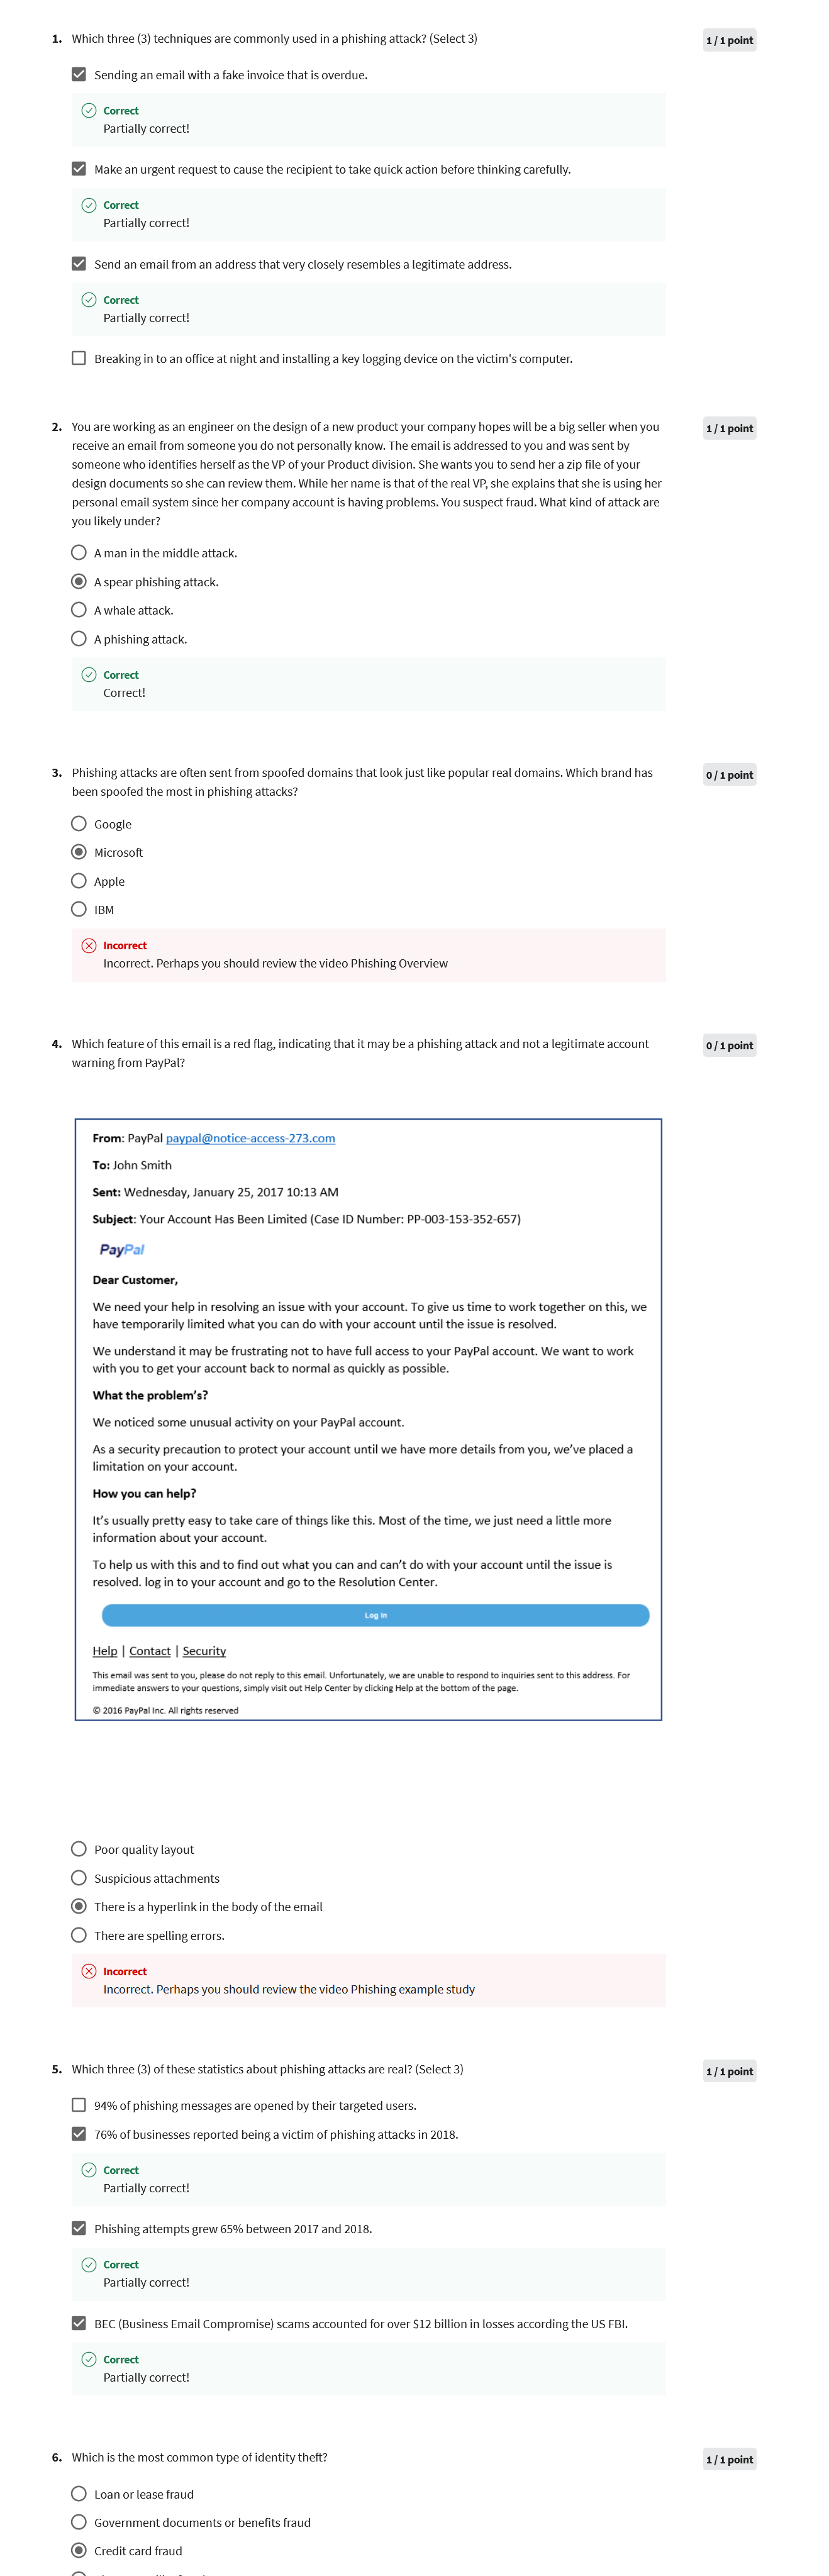 1. Which three (3) techniques are commonly used in a phishing attack? (Select 3)
1 / 1 point
Sending an email with a fake invoice that is overdue.
Correct
Partially correct!
Make an urgent request to cause the recipient to take quick action before thinking carefully.
Correct
Partially correct!
Send an email from an address that very closely resembles a legitimate address.
Correct
Partially correct!
Breaking in to an office at night and installing a key logging device on the victim's computer.
2. You are working as an engineer on the design of a new product your company hopes will be a big seller when you
1 / 1 point
receive an email from someone you do not personally know. The email is addressed to you and was sent by
someone who identifies herself as the VP of your Product division. She wants you to send her a zip file of your
design documents so she can review them. While her name is that of the real VP, she explains that she is using her
personal email system since her company account is having problems. You suspect fraud. What kind of attack are
you likely under?
A man in the middle attack.
A spear phishing attack.
A whale attack.
A phishing attack.
Correct
Correct!
3. Phishing attacks are often sent from spoofed domains that look just like popular real domains. Which brand has
0 / 1 point
been spoofed the most in phishing attacks?
Google
Microsoft
Apple
IBM
Incorrect
Incorrect. Perhaps you should review the video Phishing Overview
4. Which feature of this email is a red flag, indicating that it may be a phishing attack and not a legitimate account
0 / 1 point
warning from PayPal?
From: PayPal paypal@notice-access-273.com
To: John Smith
Sent: Wednesday, January 25, 2017 10:13 AM
Subject: Your Account Has Been Limited (Case ID Number: PP-003-153-352-657)
PayPal
Dear Customer,
We need your help in resolving an issue with your account. To give us time to work together on this, we
have temporarily limited what you can do with your account until the issue is resolved.
We understand it may be frustrating not to have full access to your PayPal account. We want to work
with you to get your account back to normal as quickly as possible.
What the problem's?
We noticed some unusual activity on your PayPal account.
As a security precaution to protect your account until we have more details from you, we've placed a
limitation on your account.
How you can help?
It's usually pretty easy to take care of things like this. Most of the time, we just need a little more
information about your account.
To help us with this and to find out what you can and can't do with your account until the issue is
resolved. log in to your account and go to the Resolution Center.
Log In
Help | Contact | Security
This email was sent to you, please do not reply to this email. Unfortunately, we are unable to respond to inquiries sent to this address. For
immediate answers to your questions, simply visit out Help Center by clicking Help at the bottom of the page.
© 2016 PayPal Inc. All rights reserved
Poor quality layout
Suspicious attachments
There is a hyperlink in the body of the email
There are spelling errors.
Incorrect
Incorrect. Perhaps you should review the video Phishing example study
5. Which three (3) of these statistics about phishing attacks are real? (Select 3)
1 / 1 point
94% of phishing messages are opened by their targeted users.
76% of businesses reported being a victim of phishing attacks in 2018.
Correct
Partially correct!
Phishing attempts grew 65% between 2017 and 2018.
Correct
Partially correct!
BEC (Business Email Compromise) scams accounted for over $12 billion in losses according the US FBI.
Correct
Partially correct!
6. Which is the most common type of identity theft?
1 / 1 point
Loan or lease fraud
Government documents or benefits fraud
Credit card fraud